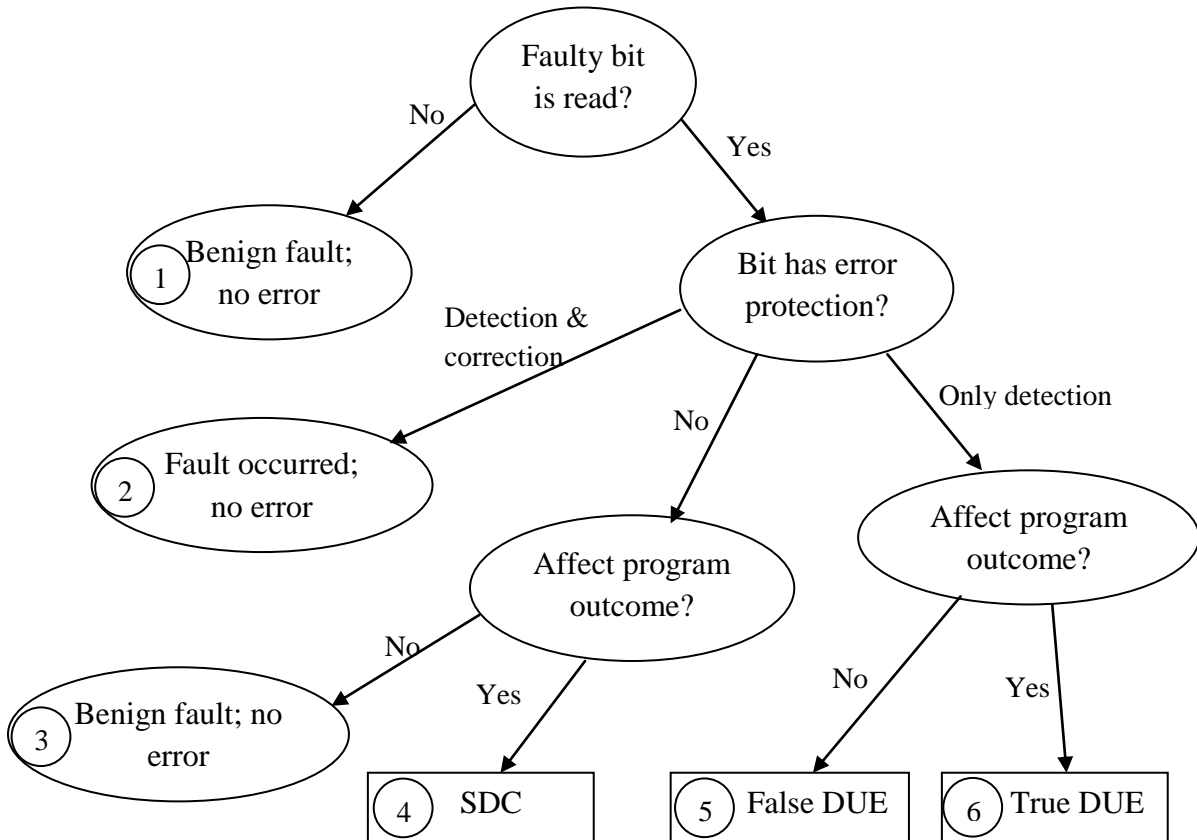 Faulty bit
is read?
No
Yes
Benign fault;
no error
1
Bit has error
protection?
Detection &
correction
No
Only detection
Fault occurred;
no error
2
Affect program
outcome?
Affect program
outcome?
No
Yes
No
Yes
Benign fault; no
error
3
4
SDC
5
False DUE
6
True DUE